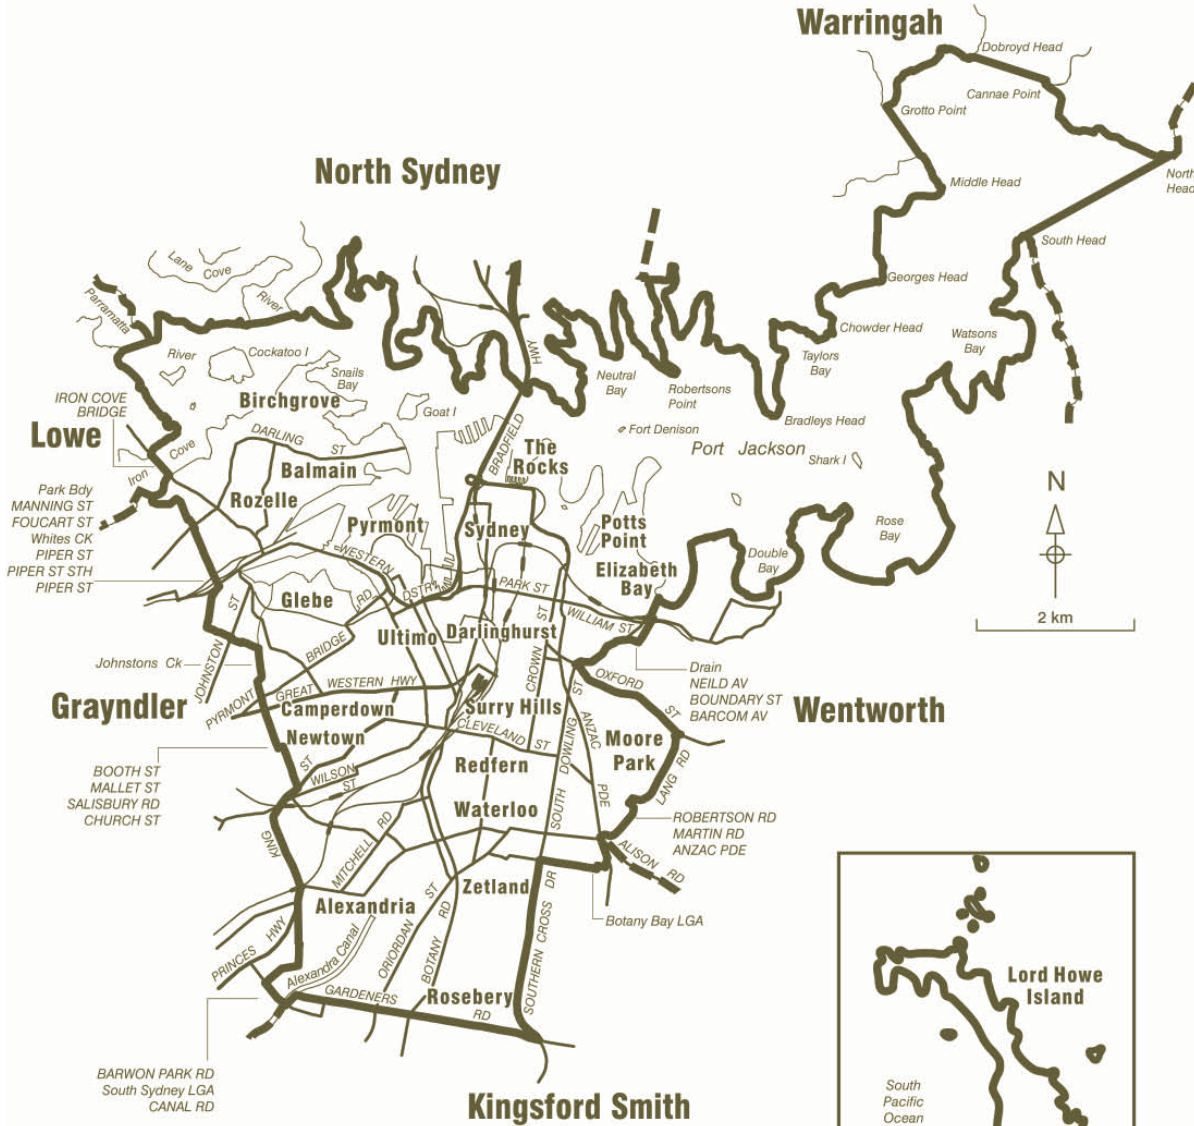 Warringah
Dobroyd Head
Cannae Point
Grotto Point
North Sydney
Middle Head
North
Head
South Head
Lane
Cove
River
Georges Head
Parramatta
River
Cockatoo I
Snails
Bay
HWY
Chowder Head
Watsons
Bay
Taylors
Bay
Neutral
Bay
Robertsons
Point
IRON COVE
BRIDGE
Birchgrove
Goat I
Bradleys Head
Lowe
DARLING
ST
BRADFIELD
Fort Denison
Port Jackson
Iron
Cove
Balmain
The
Rocks
Shark I
Park Bdy
MANNING ST
FOUCART ST
Whites CK
PIPER ST
PIPER ST STH
PIPER ST
Rozelle
N
Pyrmont
Sydney
Potts
Point
Rose
Bay
WESTERN
DSTR
Elizabeth
Bay
Double
Bay
PARK ST
Glebe
RD
WILLIAM ST
2 km
ST
Ultimo
Darlinghurst
BRIDGE
CROWN
ST
Johnstons Ck
JOHNSTON
Drain
NEILD AV
BOUNDARY ST
BARCOM AV
OXFORD
ST
Grayndler
PYRMONT
GREAT
WESTERN HWY
Camperdown
Surry Hills
ST
ANZAC
PDE
Wentworth
Newtown
CLEVELAND
ST
DOWLING
SOUTH
Moore
Park
BOOTH ST
MALLET ST
SALISBURY RD
CHURCH ST
ST
WILSON
ST
Redfern
LANG RD
Waterloo
ROBERTSON RD
MARTIN RD
ANZAC PDE
KING
MITCHELL
RD
ALISON
RD
Zetland
Alexandria
ST
RD
DR
Botany Bay LGA
PRINCES
HWY
Alexandra Canal
ORIORDAN
BOTANY
SOUTHERN CROSS
Lord Howe
Island
GARDENERS
RD
Rosebery
BARWON PARK RD
South Sydney LGA
CANAL RD
Kingsford Smith
South
Pacific
Ocean